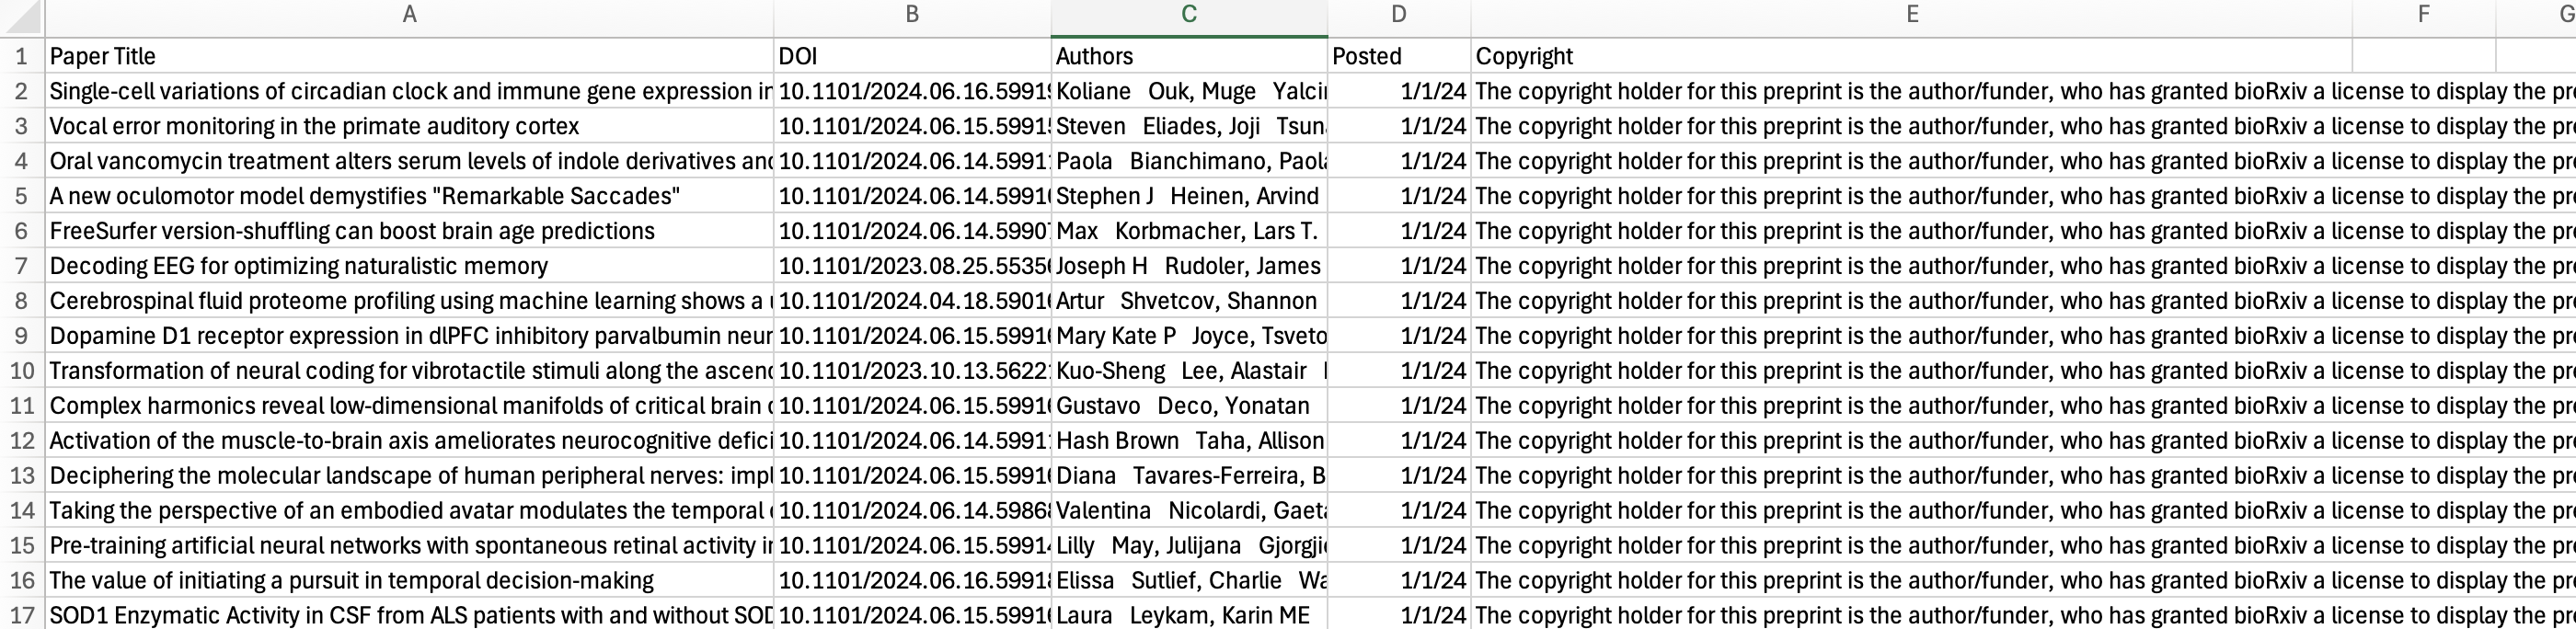 A B C D E F G
1 Paper Title DOI Authors Posted Copyright
2 Single-cell variations of circadian clock and immune gene expression in 10.1101/2024.06.16.5991 Koliane Ouk, Muge Yalci 1/1/24 The copyright holder for this preprint is the author/funder, who has granted bioRxiv a license to display the pr
3 Vocal error monitoring in the primate auditory cortex 10.1101/2024.06.15.5991 Steven Eliades, Joji Tsun 1/1/24 The copyright holder for this preprint is the author/funder, who has granted bioRxiv a license to display the pr
4 Oral vancomycin treatment alters serum levels of indole derivatives and 10.1101/2024.06.14.5991 Paola Bianchimano, Paola 1/1/24 The copyright holder for this preprint is the author/funder, who has granted bioRxiv a license to display the pr
5 A new oculomotor model demystifies "Remarkable Saccades" 10.1101/2024.06.14.5991 Stephen J Heinen, Arvind 1/1/24 The copyright holder for this preprint is the author/funder, who has granted bioRxiv a license to display the pr
6 FreeSurfer version-shuffling can boost brain age predictions 10.1101/2024.06.14.5990 Max Korbmacher, Lars T. 1/1/24 The copyright holder for this preprint is the author/funder, who has granted bioRxiv a license to display the pr
7 Decoding EEG for optimizing naturalistic memory 10.1101/2023.08.25.5535 Joseph H Rudoler, James 1/1/24 The copyright holder for this preprint is the author/funder, who has granted bioRxiv a license to display the pr
8 Cerebrospinal fluid proteome profiling using machine learning shows a 10.1101/2024.04.18.5901 Artur Shvetcov, Shannon 1/1/24 The copyright holder for this preprint is the author/funder, who has granted bioRxiv a license to display the pr
9 Dopamine D1 receptor expression in dlPFC inhibitory parvalbumin neur 10.1101/2024.06.15.5991 Mary Kate P Joyce, Tsveto 1/1/24 The copyright holder for this preprint is the author/funder, who has granted bioRxiv a license to display the pr
10 Transformation of neural coding for vibrotactile stimuli along the ascen 10.1101/2023.10.13.5622 Kuo-Sheng Lee, Alastair 1/1/24 The copyright holder for this preprint is the author/funder, who has granted bioRxiv a license to display the pr
11 Complex harmonics reveal low-dimensional manifolds of critical brain 10.1101/2024.06.15.5991 Gustavo Deco, Yonatan 1/1/24 The copyright holder for this preprint is the author/funder, who has granted bioRxiv a license to display the pr
12 Activation of the muscle-to-brain axis ameliorates neurocognitive defici 10.1101/2024.06.14.5991 Hash Brown Taha, Allison 1/1/24 The copyright holder for this preprint is the author/funder, who has granted bioRxiv a license to display the pr
13 Deciphering the molecular landscape of human peripheral nerves: impl 10.1101/2024.06.15.5991 Diana Tavares-Ferreira, B 1/1/24 The copyright holder for this preprint is the author/funder, who has granted bioRxiv a license to display the pr
14 Taking the perspective of an embodied avatar modulates the temporal 10.1101/2024.06.14.5986 Valentina Nicolardi, Gaet 1/1/24 The copyright holder for this preprint is the author/funder, who has granted bioRxiv a license to display the pr
15 Pre-training artificial neural networks with spontaneous retinal activity i 10.1101/2024.06.15.5991 Lilly May, Julijana Gjorgji 1/1/24 The copyright holder for this preprint is the author/funder, who has granted bioRxiv a license to display the pr
16 The value of initiating a pursuit in temporal decision-making 10.1101/2024.06.16.5991 Elissa Sutlief, Charlie Wa 1/1/24 The copyright holder for this preprint is the author/funder, who has granted bioRxiv a license to display the pr
17 SOD1 Enzymatic Activity in CSF from ALS patients with and without SOD 10.1101/2024.06.15.5991 Laura Leykam, Karin ME 1/1/24 The copyright holder for this preprint is the author/funder, who has granted bioRxiv a license to display the pr